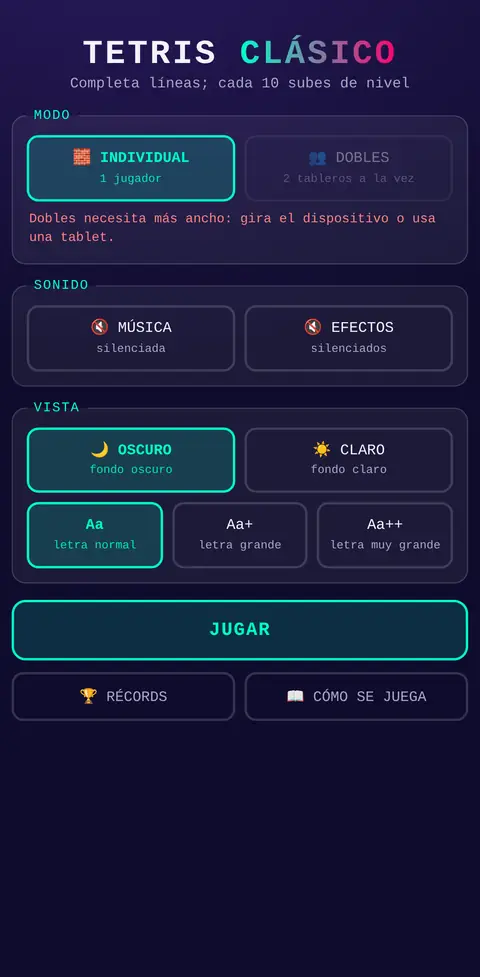 TETRIS CLÁSICO
Completa líneas; cada 10 subes de nivel
MODO
🧱 INDIVIDUAL
1 jugador
👥 DOBLES
2 tableros a la vez
Dobles necesita más ancho: gira el dispositivo o usa
una tablet.
SONIDO
🔇 MÚSICA
silenciada
🔇 EFECTOS
silenciados
VISTA
🌙 OSCURO
fondo oscuro
☀️ CLARO
fondo claro
Aa
letra normal
Aa+
letra grande
Aa++
letra muy grande
JUGAR
🏆 RÉCORDS
📖 CÓMO SE JUEGA